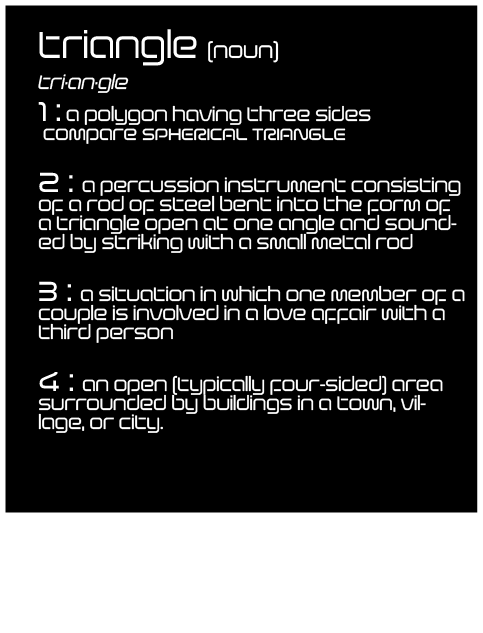 triangle (noun)
tri·an·gle
1 : a polygon having three sides
compare SPHERICAL TRIANGLE
2 : a percussion instrument consisting
of a rod of steel bent into the form of
a triangle open at one angle and sound-
ed by striking with a small metal rod
3 : a situation in which one member of a
couple is involved in a love affair with a
third person
4 : an open (typically four-sided) area
surrounded by buildings in a town, vil-
lage, or city.